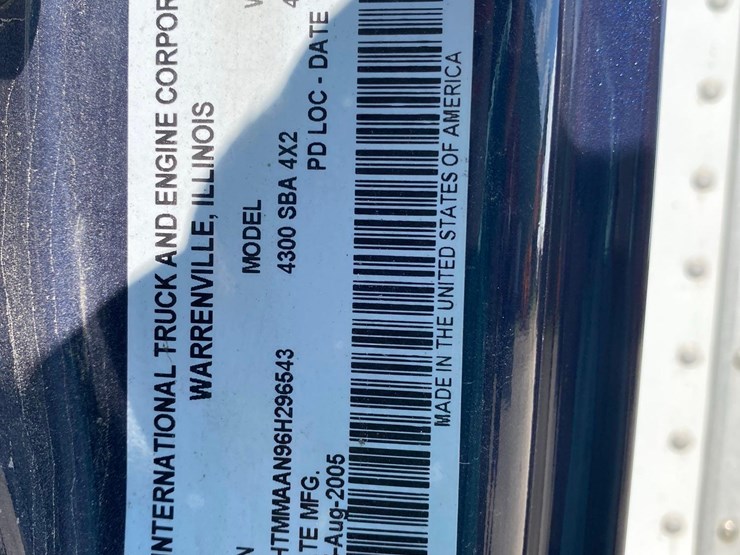 INTERNATIONAL TRUCK AND ENGINE CORPOR
WARRENVILLE, ILLINOIS
MODEL
HTMMAAN96H296543 4300 SBA 4X2
TE MFG. PD LOC - DATE
-Aug-2005
MADE IN THE UNITED STATES OF AMERICA